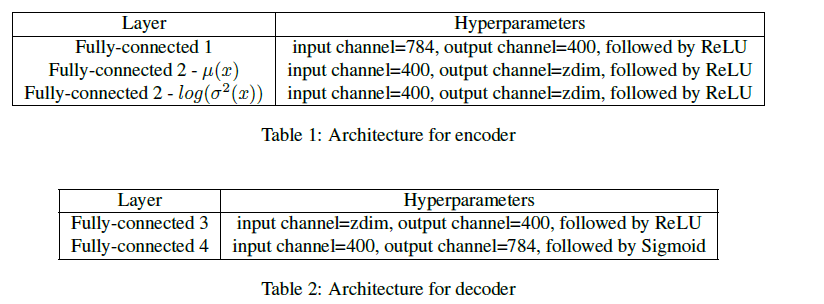 Layer Hyperparameters
Fully-connected 1 input channel=784, output channel=400, followed by ReLU
Fully-connected 2 - μ(x) input channel=400, output channel=zdim, followed by ReLU
Fully-connected 2 - log(σ²(x)) input channel=400, output channel=zdim, followed by ReLU
Table 1: Architecture for encoder
Layer Hyperparameters
Fully-connected 3 input channel=zdim, output channel=400, followed by ReLU
Fully-connected 4 input channel=400, output channel=784, followed by Sigmoid
Table 2: Architecture for decoder